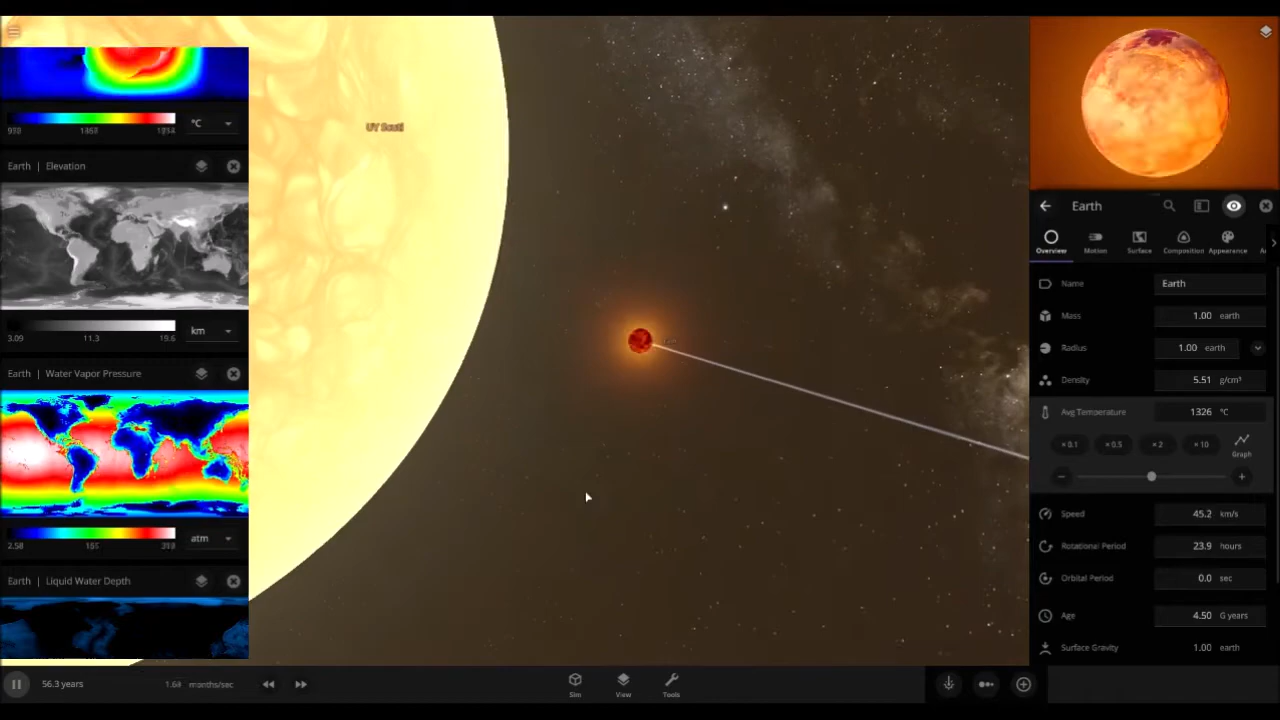 UY Scuti
°C
Earth | Elevation
3.09 11.3 19.6 km
Earth | Water Vapor Pressure
2.58 atm
Earth | Liquid Water Depth
Earth
Overview Motion Surface Composition Appearance
Name Earth
Mass 1.00 earth
Radius 1.00 earth
Density 5.51 g/cm³
Avg Temperature 1326 °C
×0.1 ×0.5 ×2 ×10 Graph
Speed 45.2 km/s
Rotational Period 23.9 hours
Orbital Period 0.0 sec
Age 4.50 G years
Surface Gravity 1.00 earth
56.3 years months/sec
Sim View Tools